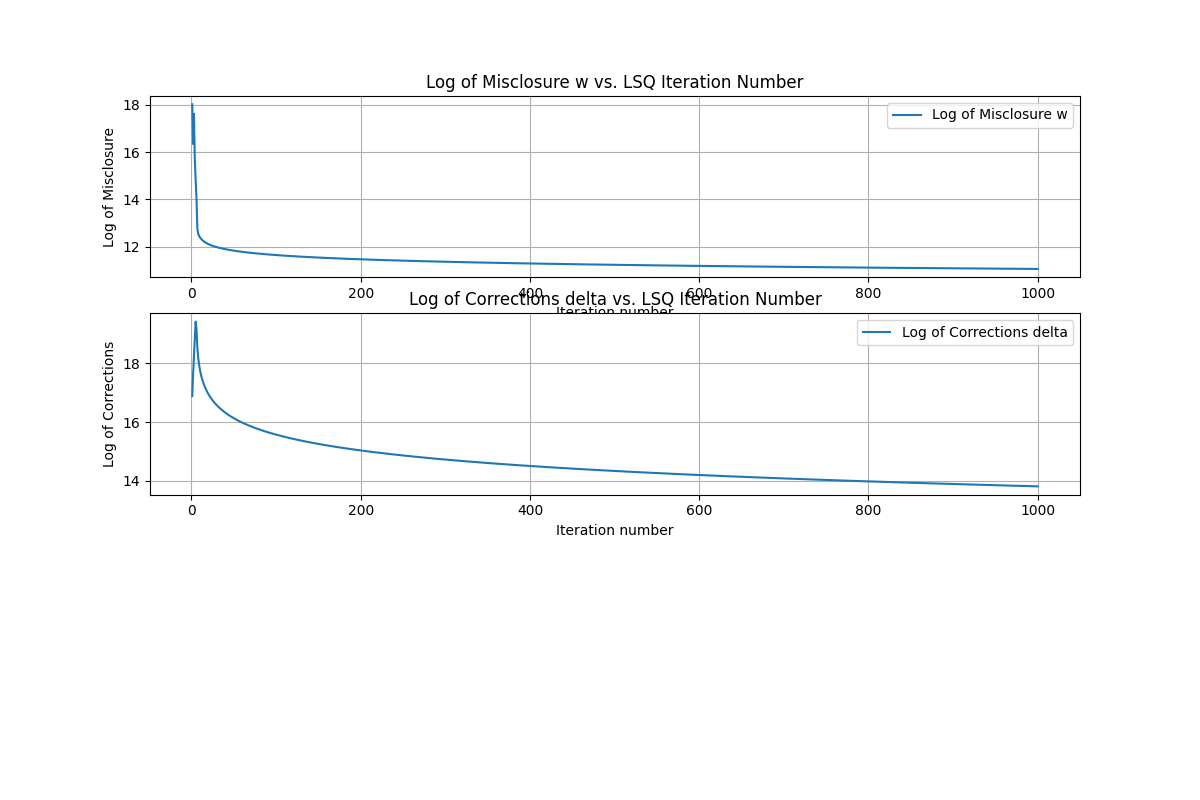 Log of Misclosure w vs. LSQ Iteration Number
18
16
14
12
Log of Misclosure
Log of Misclosure w
0 200 400 600 800 1000
Iteration number
Log of Corrections delta vs. LSQ Iteration Number
18
16
14
Log of Corrections
Log of Corrections delta
0 200 400 600 800 1000
Iteration number